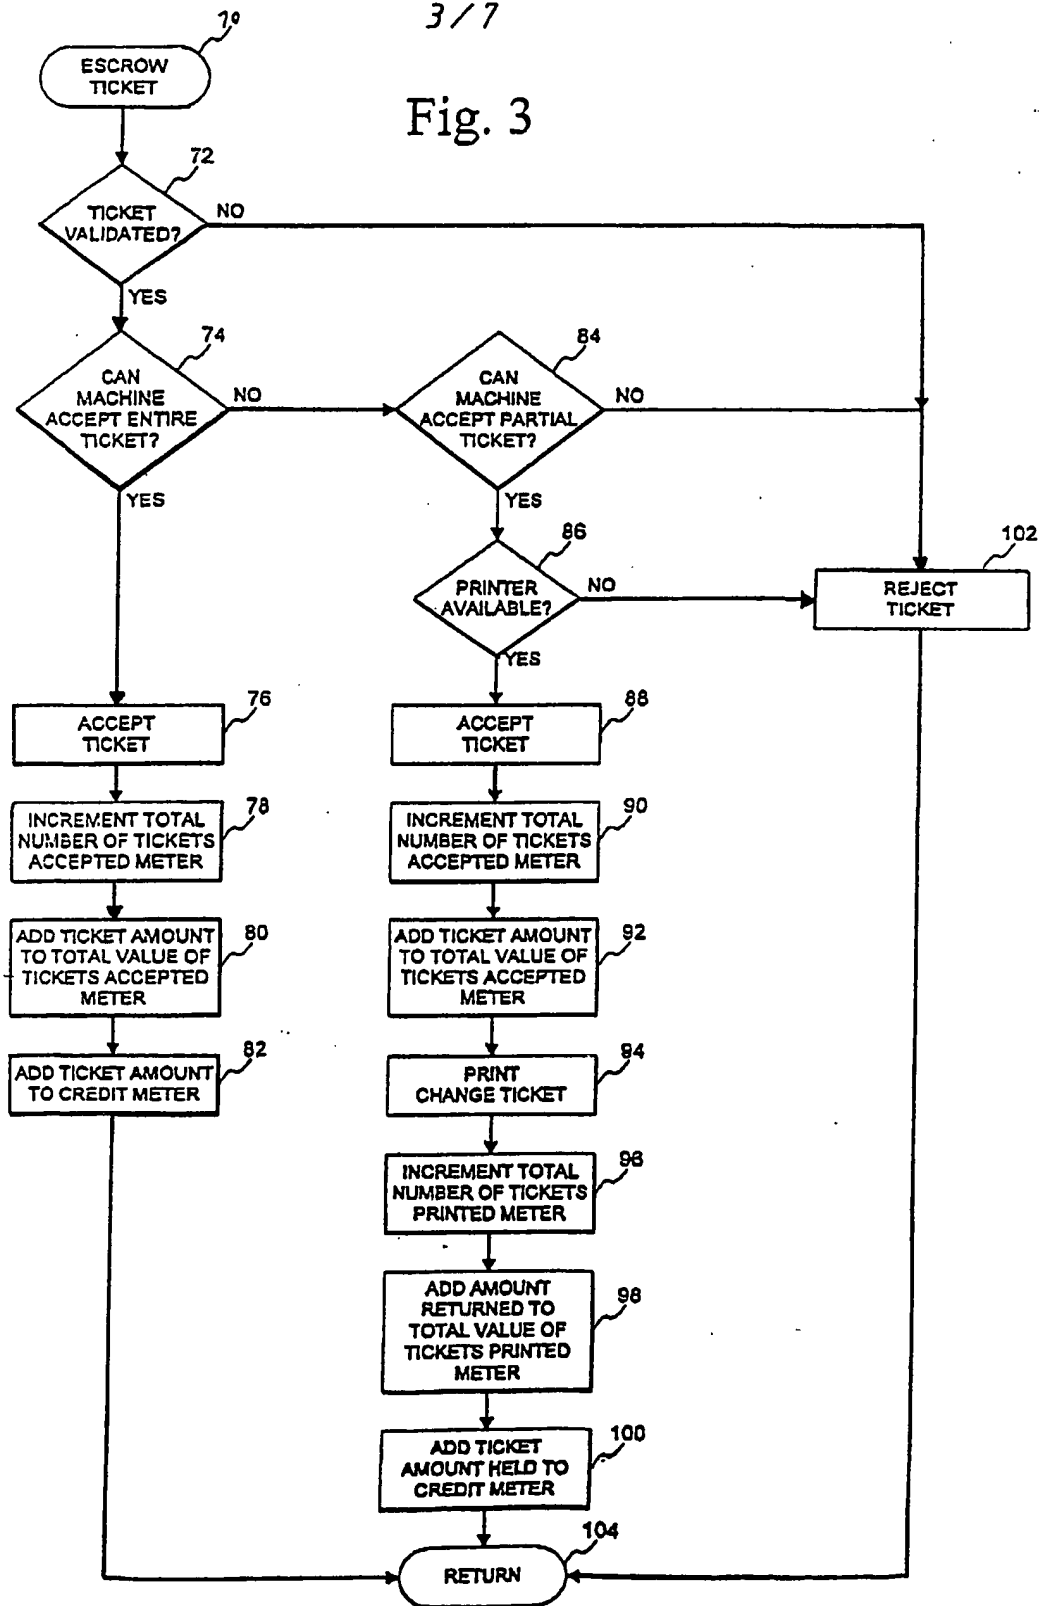 3/7
70
ESCROW
TICKET
Fig. 3
72
TICKET
VALIDATED?
NO
YES
74
CAN
MACHINE
ACCEPT ENTIRE
TICKET?
NO
YES
84
CAN
MACHINE
ACCEPT PARTIAL
TICKET?
NO
YES
86
PRINTER
AVAILABLE?
NO
YES
102
REJECT
TICKET
76
ACCEPT
TICKET
88
ACCEPT
TICKET
78
INCREMENT TOTAL
NUMBER OF TICKETS
ACCEPTED METER
90
INCREMENT TOTAL
NUMBER OF TICKETS
ACCEPTED METER
80
ADD TICKET AMOUNT
TO TOTAL VALUE OF
TICKETS ACCEPTED
METER
92
ADD TICKET AMOUNT
TO TOTAL VALUE OF
TICKETS ACCEPTED
METER
82
ADD TICKET AMOUNT
TO CREDIT METER
94
PRINT
CHANGE TICKET
96
INCREMENT TOTAL
NUMBER OF TICKETS
PRINTED METER
98
ADD AMOUNT
RETURNED TO
TOTAL VALUE OF
TICKETS PRINTED
METER
100
ADD TICKET
AMOUNT HELD TO
CREDIT METER
104
RETURN